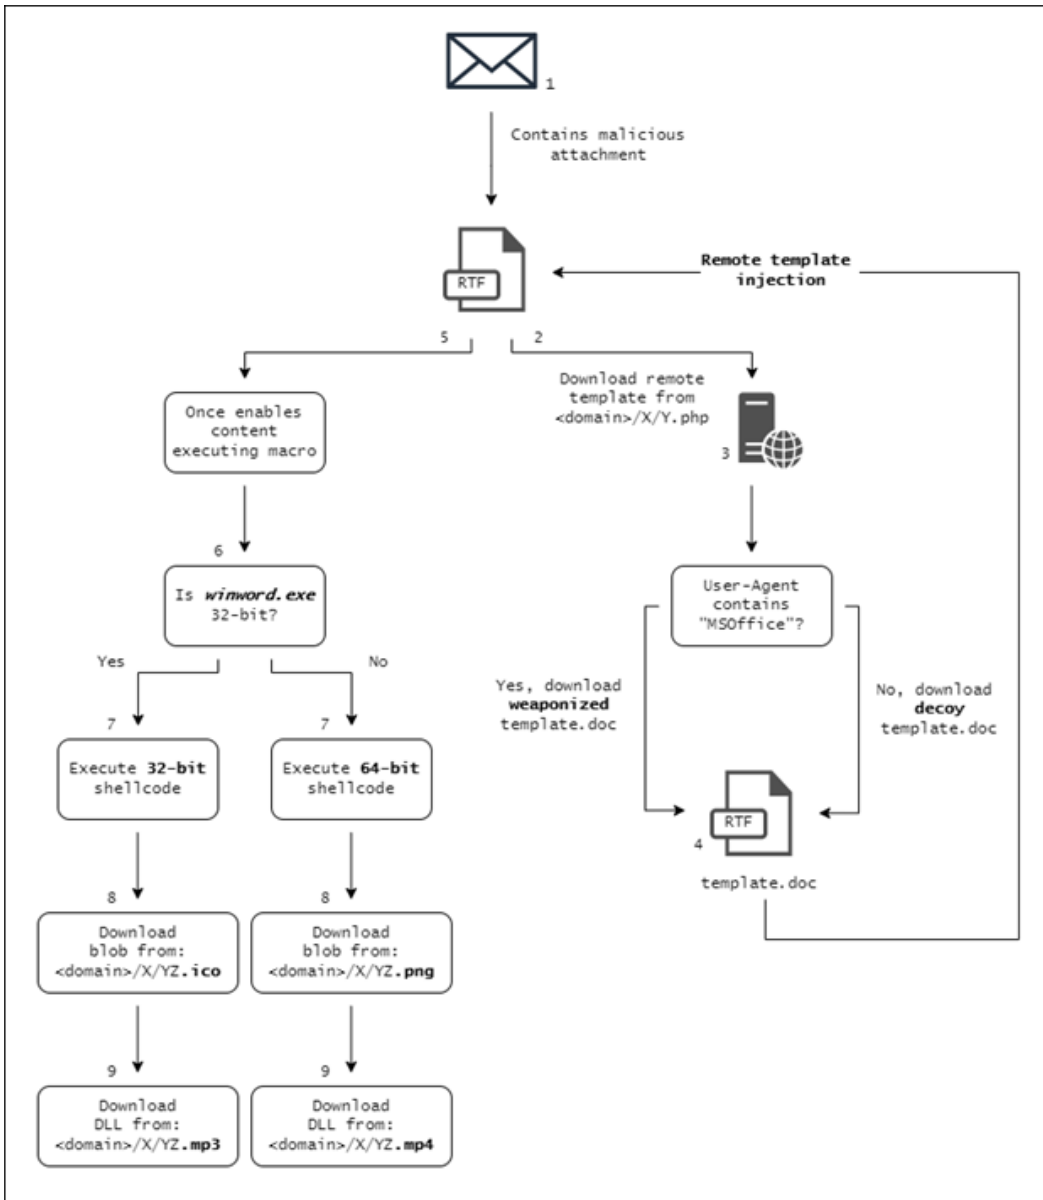 1
Contains malicious
attachment
RTF
Remote template
injection
5
2
Download remote
template from
<domain>/X/Y.php
3
Once enables
content
executing macro
6
Is winword.exe
32-bit?
User-Agent
contains
"MSOffice"?
Yes
No
Yes, download
weaponized
template.doc
No, download
decoy
template.doc
7
Execute 32-bit
shellcode
7
Execute 64-bit
shellcode
RTF
4
template.doc
8
Download
blob from:
<domain>/X/YZ.ico
8
Download
blob from:
<domain>/X/YZ.png
9
Download
DLL from:
<domain>/X/YZ.mp3
9
Download
DLL from:
<domain>/X/YZ.mp4